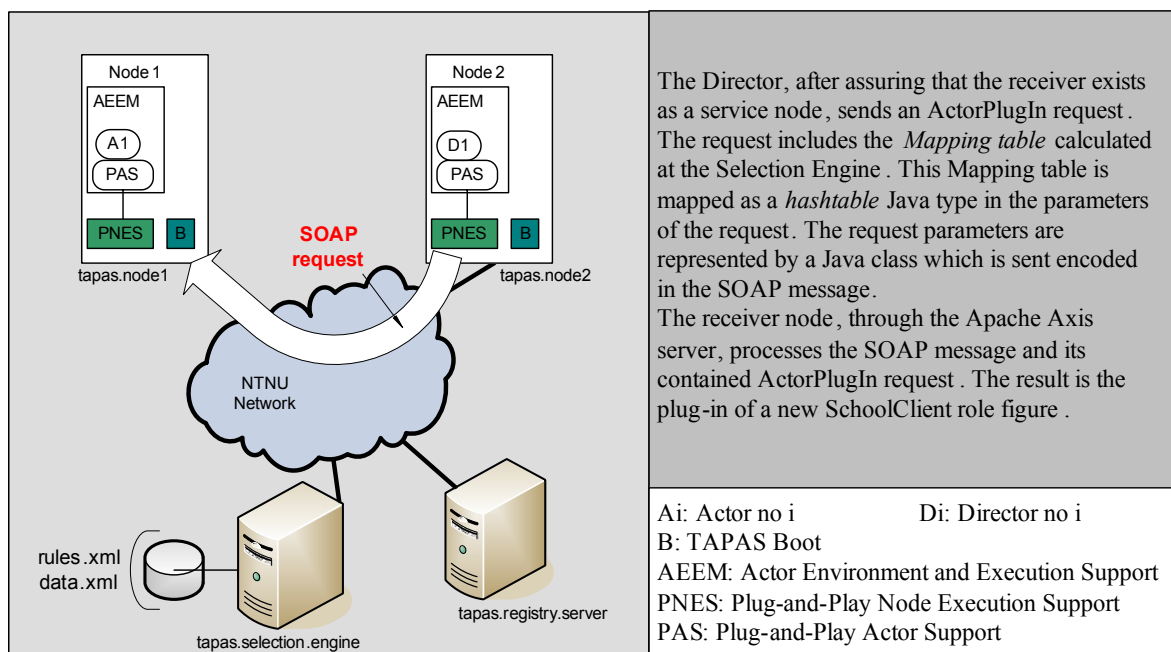 Node 1
AEEM
A1
PAS
PNES
B
tapas.node1
Node 2
AEEM
D1
PAS
PNES
B
tapas.node2
SOAP
request
NTNU
Network
rules.xml
data.xml
tapas.selection.engine
tapas.registry.server
The Director, after assuring that the receiver exists
as a service node, sends an ActorPlugIn request.
The request includes the Mapping table calculated
at the Selection Engine. This Mapping table is
mapped as a hashtable Java type in the parameters
of the request. The request parameters are
represented by a Java class which is sent encoded
in the SOAP message.
The receiver node, through the Apache Axis
server, processes the SOAP message and its
contained ActorPlugIn request. The result is the
plug-in of a new SchoolClient role figure.
Ai: Actor no i Di: Director no i
B: TAPAS Boot
AEEM: Actor Environment and Execution Support
PNES: Plug-and-Play Node Execution Support
PAS: Plug-and-Play Actor Support